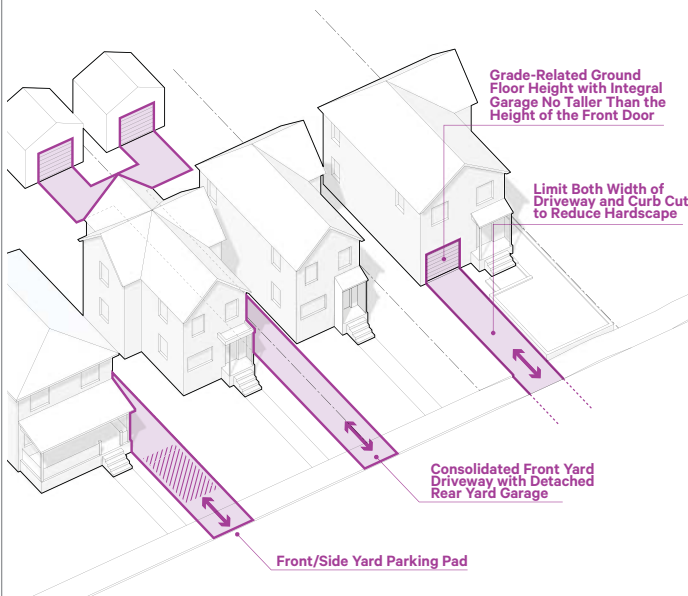 Grade-Related Ground
Floor Height with Integral
Garage No Taller Than the
Height of the Front Door
Limit Both Width of
Driveway and Curb Cut
to Reduce Hardscape
Consolidated Front Yard
Driveway with Detached
Rear Yard Garage
Front/Side Yard Parking Pad